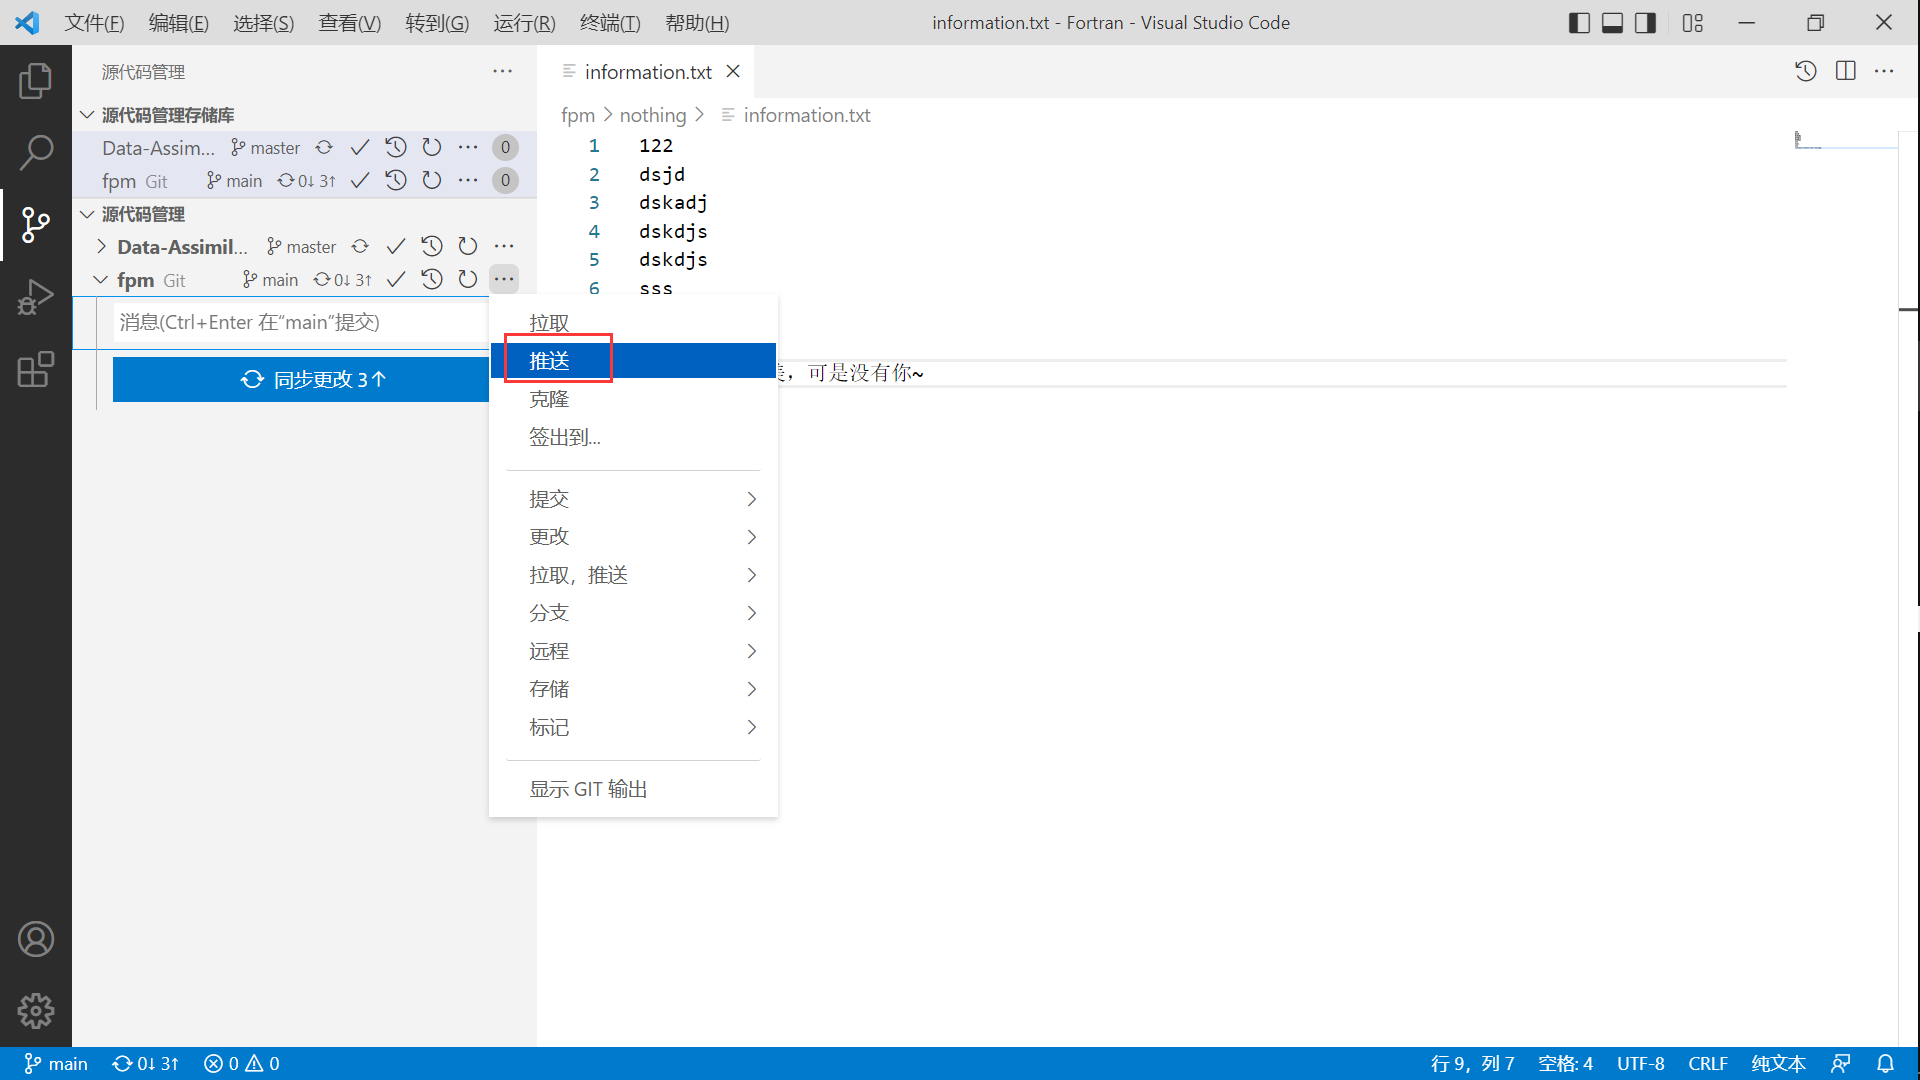 文件(F) 编辑(E) 选择(S) 查看(V) 转到(G) 运行(R) 终端(T) 帮助(H) information.txt - Fortran - Visual Studio Code
源代码管理
源代码管理存储库
Data-Assim... master 0
fpm Git main 0↓ 3↑ 0
源代码管理
Data-Assimil... master
fpm Git main 0↓ 3↑
消息(Ctrl+Enter 在“main”提交)
同步更改 3↑
拉取
推送
克隆
签出到...
提交
更改
拉取，推送
分支
远程
存储
标记
显示 GIT 输出
information.txt
fpm > nothing > information.txt
1 122
2 dsjd
3 dskadj
4 dskdjs
5 dskdjs
6 sss
，可是没有你~
main 0↓ 3↑ 0 0 行 9，列 7 空格: 4 UTF-8 CRLF 纯文本